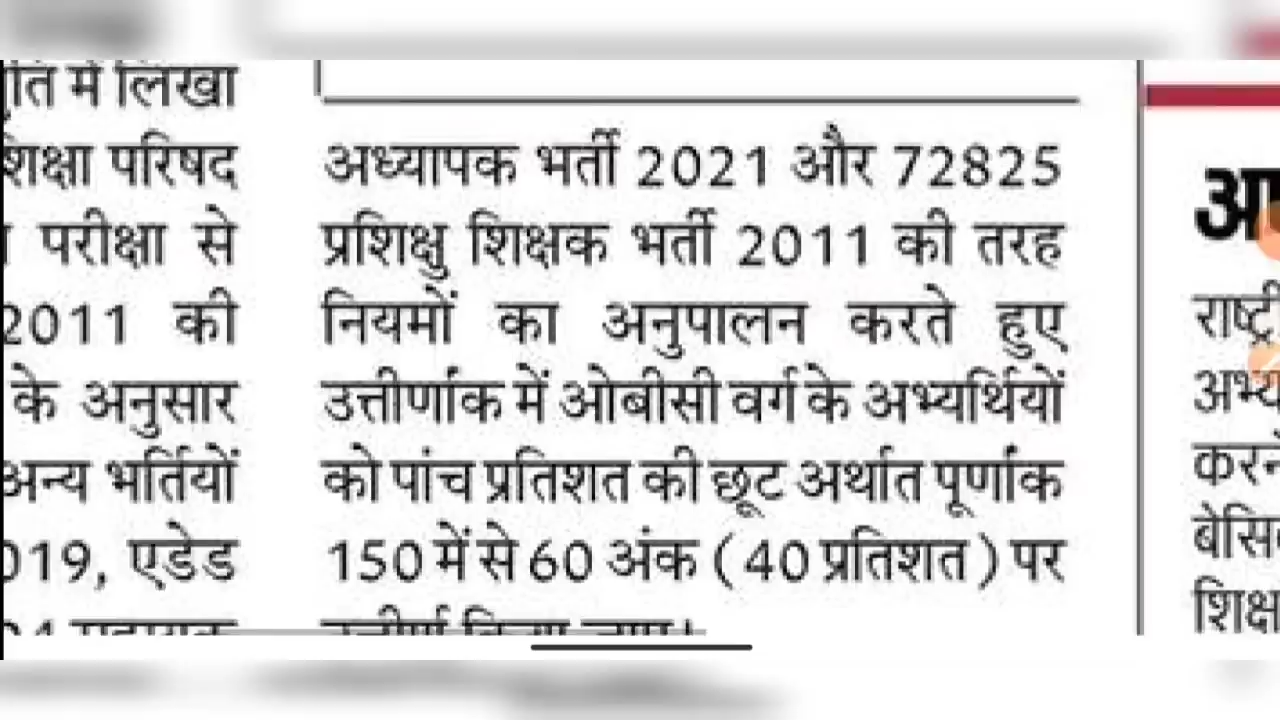 में लिखा
शिक्षा परिषद
परीक्षा से
2011 की
के अनुसार
अन्य भर्तियों
019, एडेड
अध्यापक भर्ती 2021 और 72825
प्रशिक्षु शिक्षक भर्ती 2011 की तरह
नियमों का अनुपालन करते हुए
उत्तीर्णांक में ओबीसी वर्ग के अभ्यर्थियों
को पांच प्रतिशत की छूट अर्थात पूर्णांक
150 में से 60 अंक (40 प्रतिशत) पर